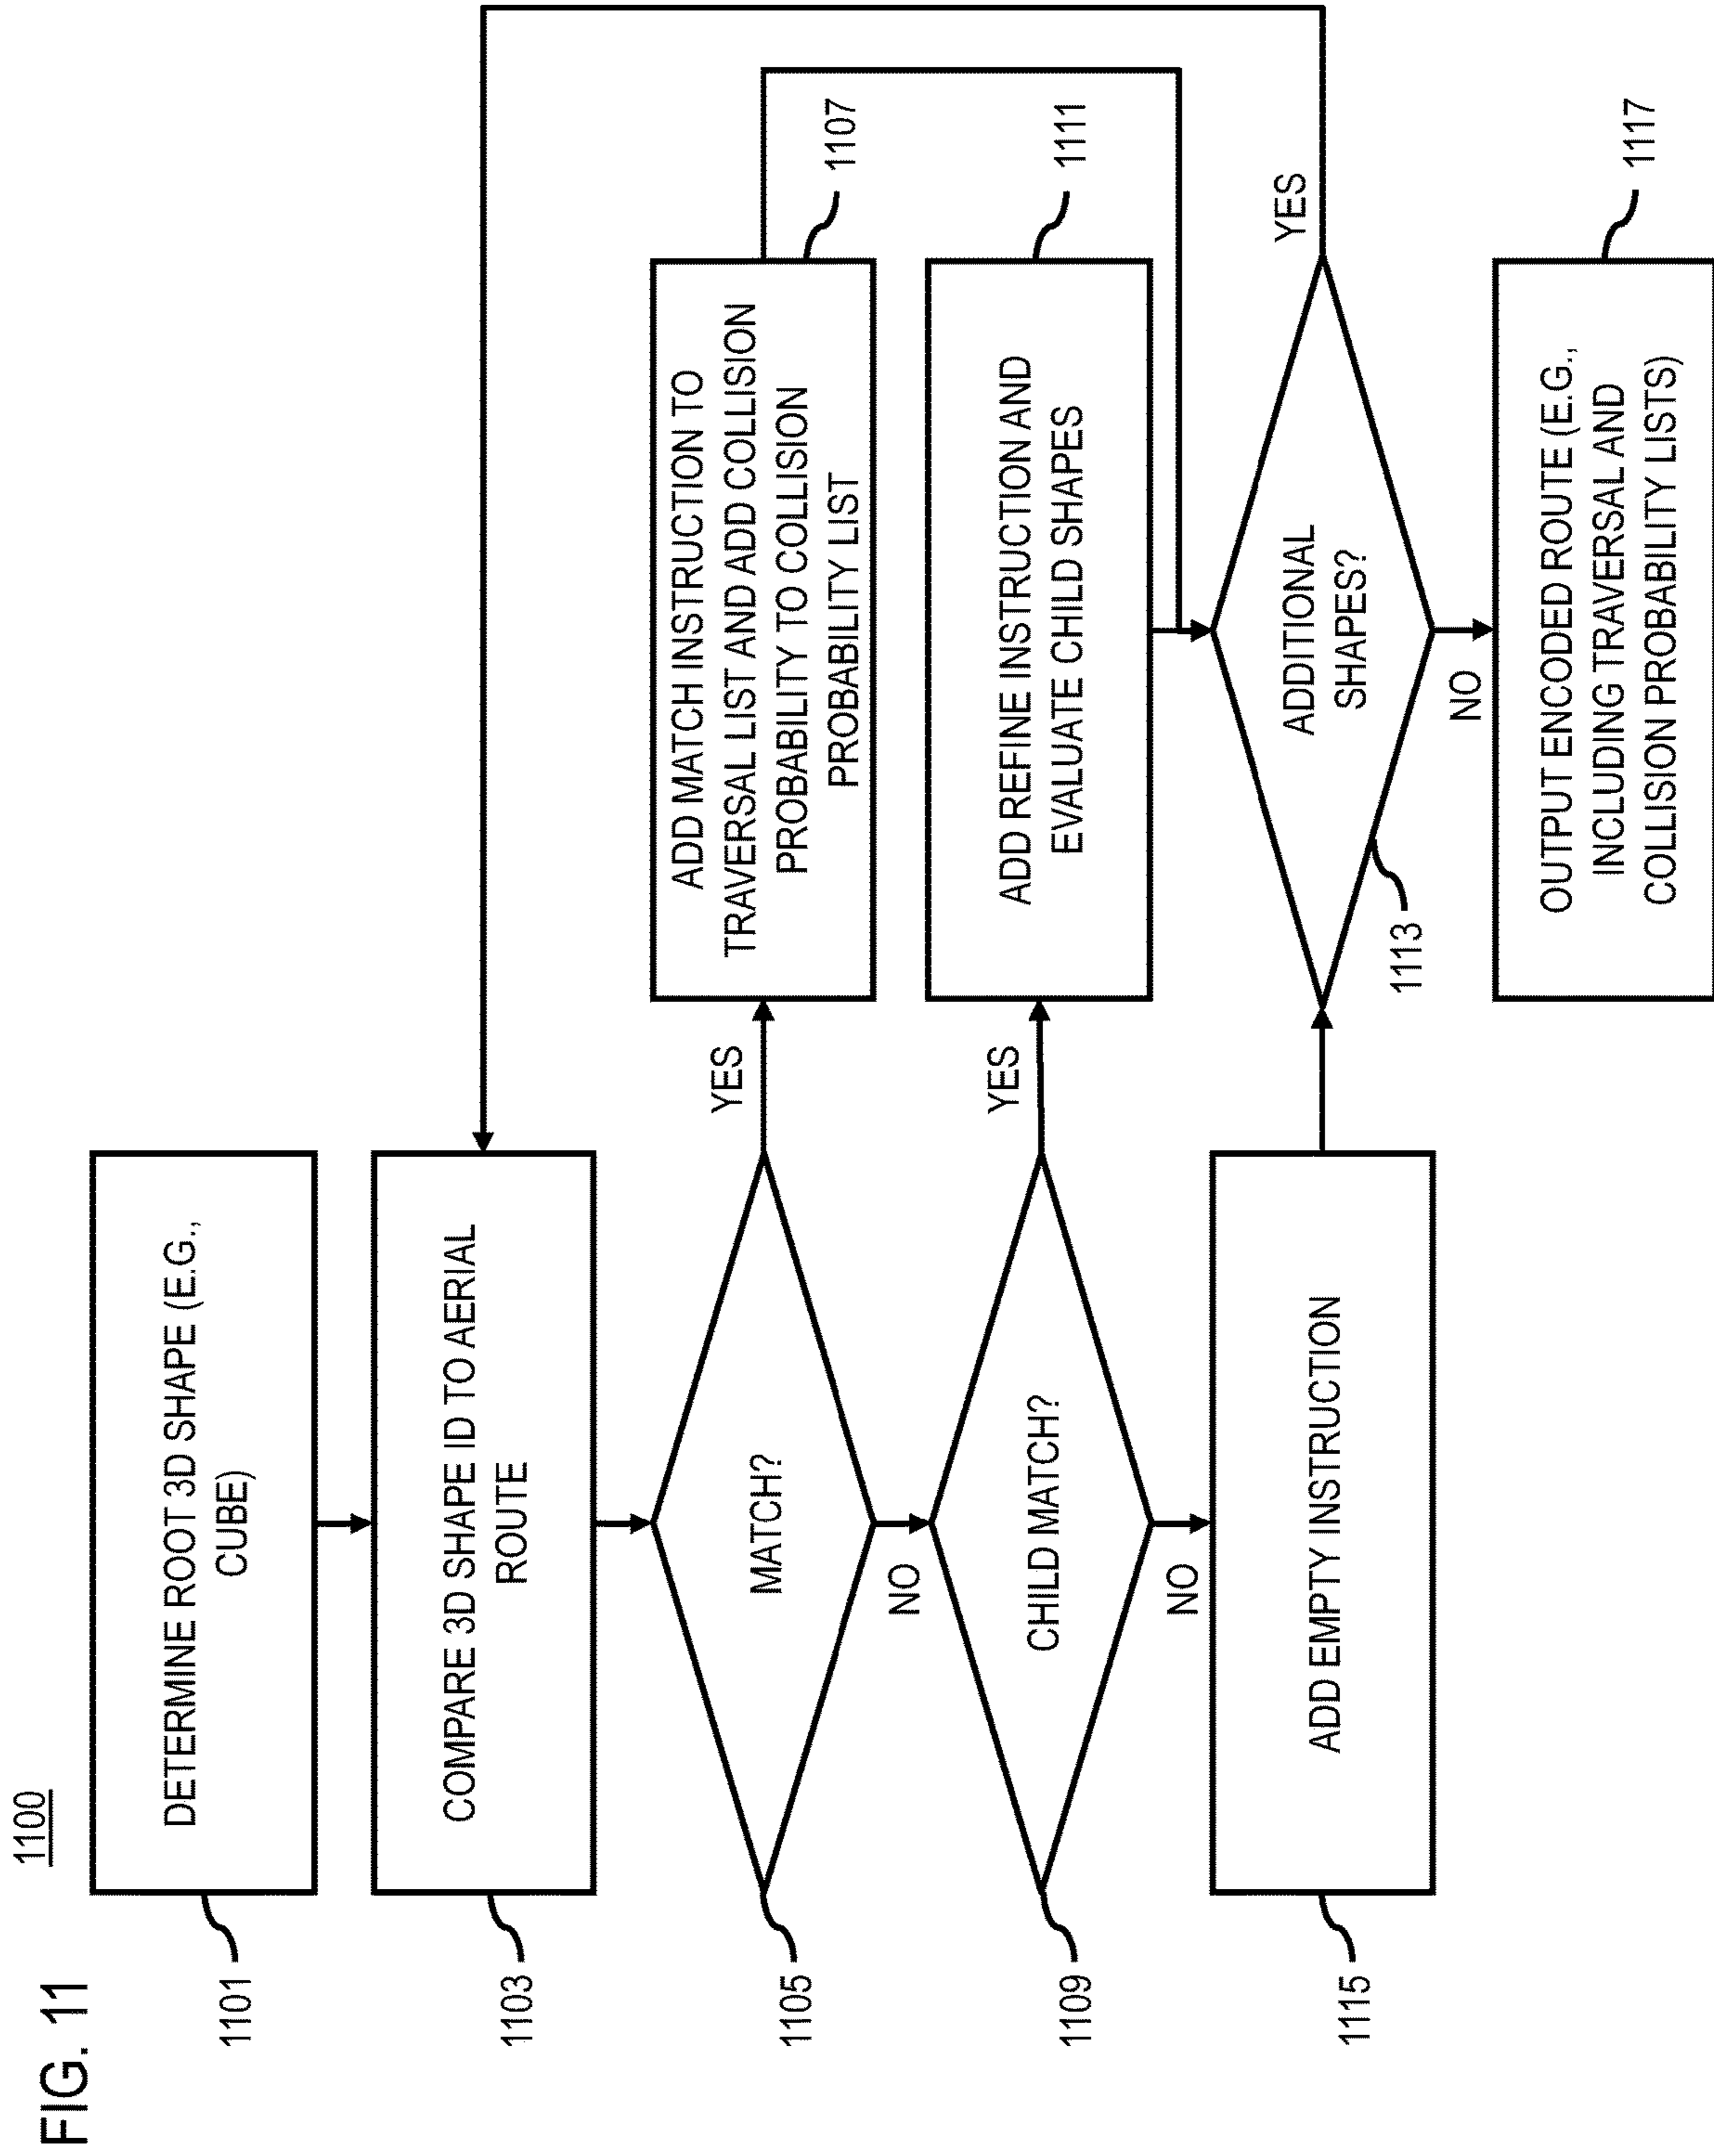 FIG. 11
1100
1101
DETERMINE ROOT 3D SHAPE (E.G.,
CUBE)
1103
COMPARE 3D SHAPE ID TO AERIAL
ROUTE
1105
MATCH?
YES
NO
ADD MATCH INSTRUCTION TO
TRAVERSAL LIST AND ADD COLLISION
PROBABILITY TO COLLISION
PROBABILITY LIST
1107
1109
CHILD MATCH?
YES
NO
ADD REFINE INSTRUCTION AND
EVALUATE CHILD SHAPES
1111
1115
ADD EMPTY INSTRUCTION
ADDITIONAL
SHAPES?
YES
1113
NO
OUTPUT ENCODED ROUTE (E.G.,
INCLUDING TRAVERSAL AND
COLLISION PROBABILITY LISTS)
1117